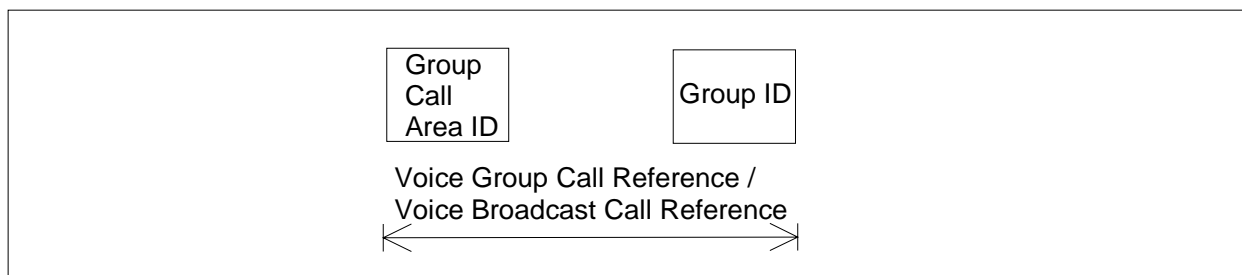 Group
Call
Area ID
Group ID
Voice Group Call Reference /
Voice Broadcast Call Reference